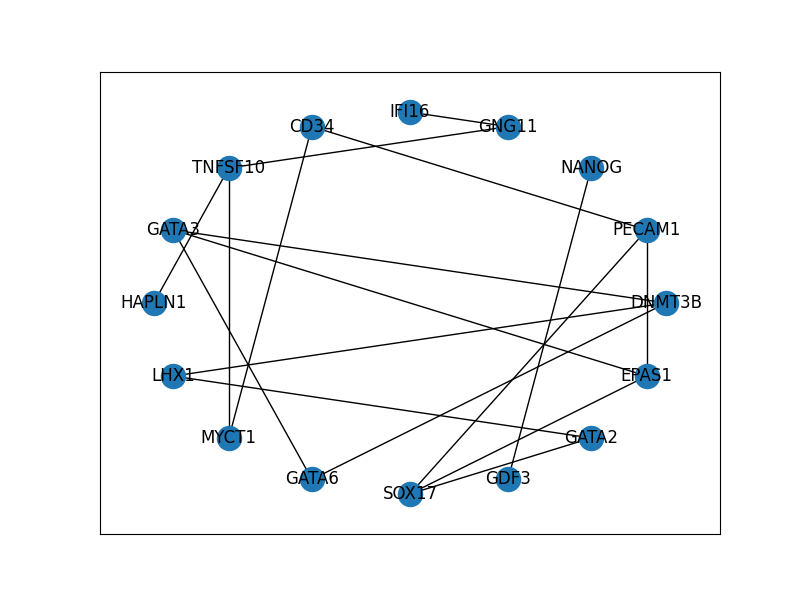 IFI16
CD34
GNG11
TNFSF10
NANOG
GATA3
PECAM1
HAPLN1
DNMT3B
LHX1
EPAS1
MYCT1
GATA2
GATA6
GDF3
SOX17